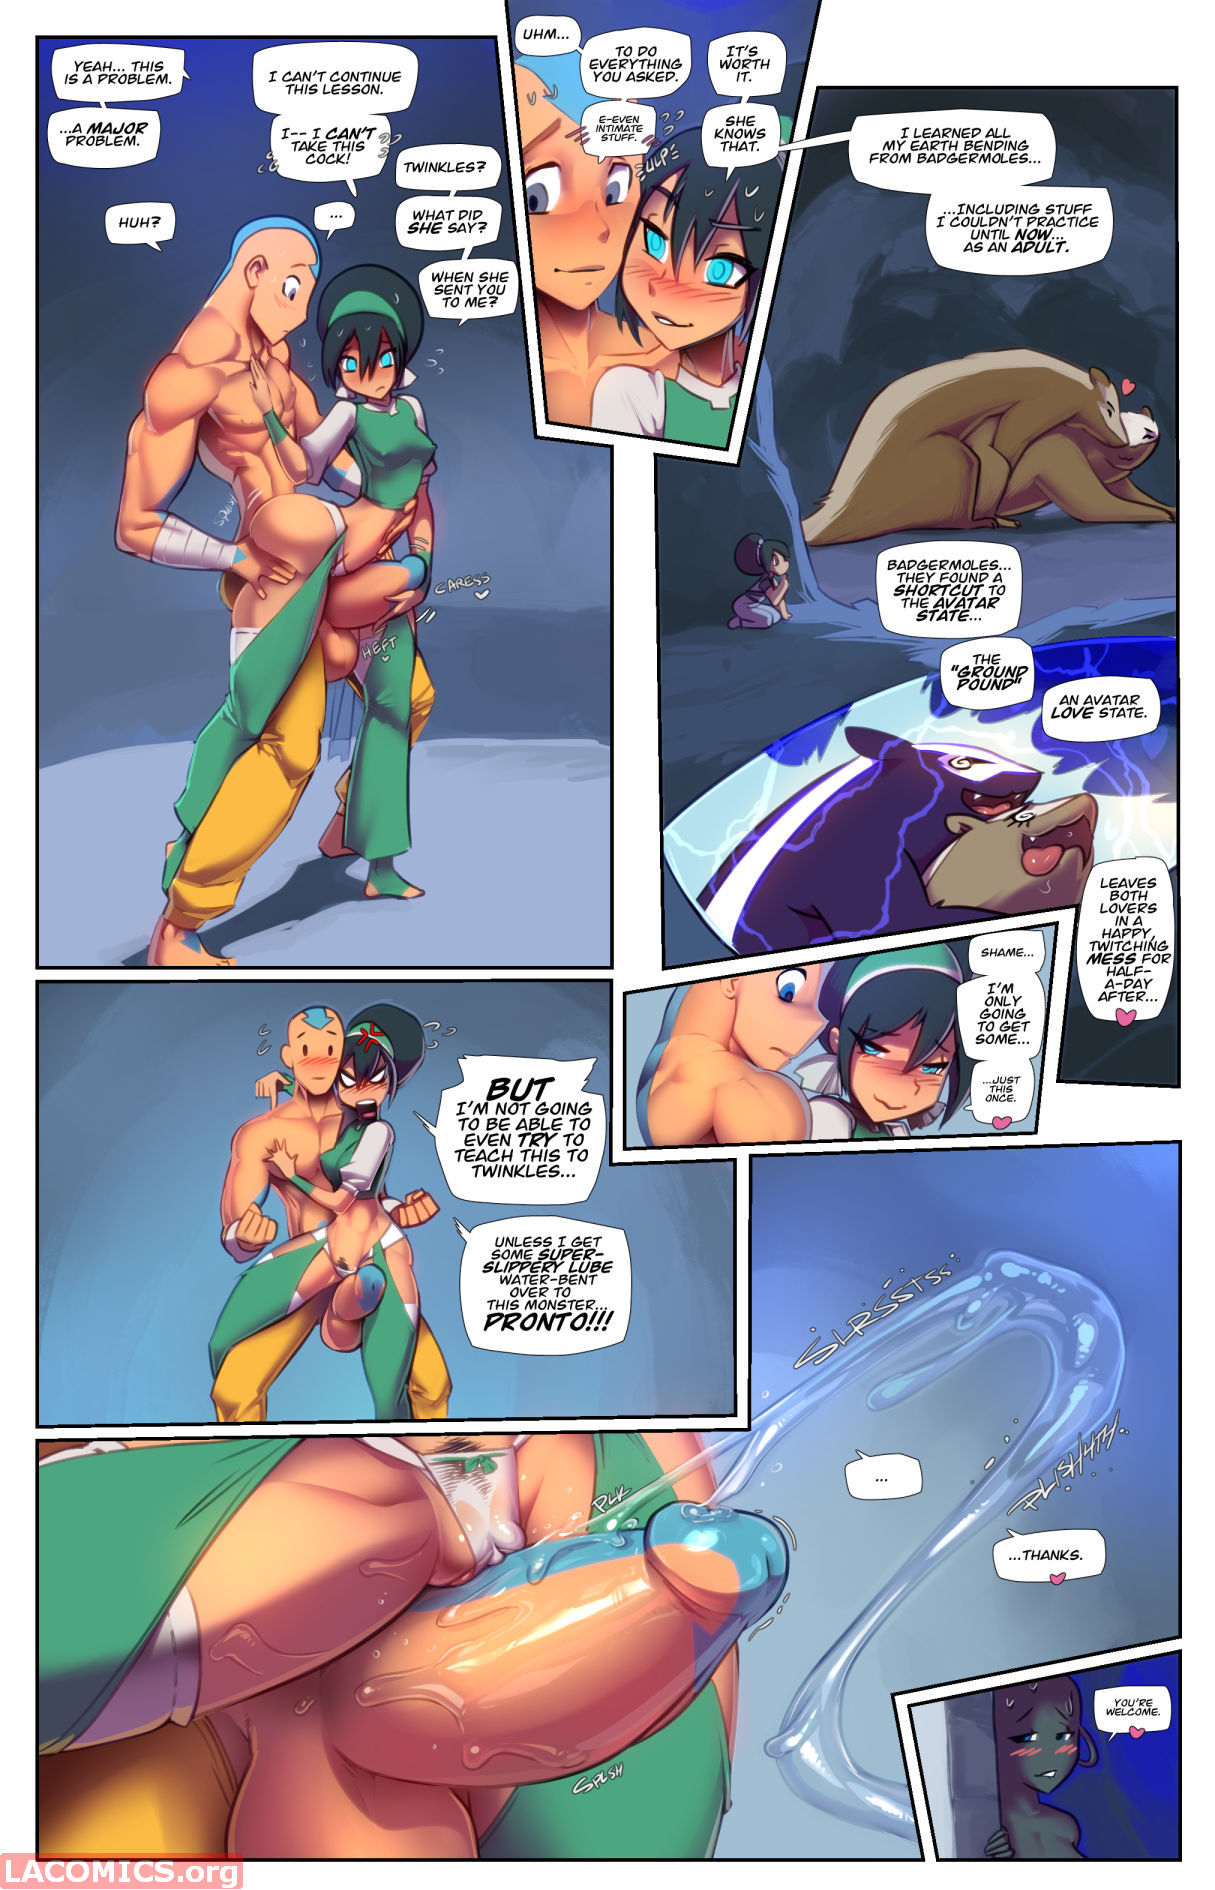 YEAH... THIS
IS A PROBLEM.
...A MAJOR
PROBLEM.
I CAN'T CONTINUE
THIS LESSON.
I-- I CAN'T
TAKE THIS
COCK!
HUH?
...
TWINKLES?
WHAT DID
SHE SAY?
WHEN SHE
SENT YOU
TO ME?
SPLISH
CARESS
HEFT
UHM...
TO DO
EVERYTHING
YOU ASKED.
E-EVEN
INTIMATE
STUFF.
ULP
IT'S
WORTH
IT.
SHE
KNOWS
THAT.
I LEARNED ALL
MY EARTH BENDING
FROM BADGERMOLES...
...INCLUDING STUFF
I COULDN'T PRACTICE
UNTIL NOW...
AS AN ADULT.
BADGERMOLES...
THEY FOUND A
SHORTCUT TO
THE AVATAR
STATE...
THE
"GROUND
POUND"
AN AVATAR
LOVE STATE.
LEAVES
BOTH
LOVERS
IN A
HAPPY,
TWITCHING
MESS FOR
HALF-
A-DAY
AFTER...
SHAME...
I'M
ONLY
GOING
TO GET
SOME...
...JUST
THIS
ONCE.
BUT
I'M NOT GOING
TO BE ABLE TO
EVEN TRY TO
TEACH THIS TO
TWINKLES...
UNLESS I GET
SOME SUPER-
SLIPPERY LUBE
WATER-BENT
OVER TO
THIS MONSTER...
PRONTO!!!
SLRSSTSS
PLISHHTH
PLK
SPLSH
...
...THANKS.
YOU'RE
WELCOME.
LACOMICS.org